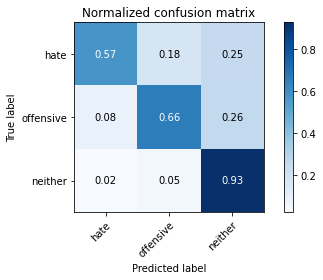 Normalized confusion matrix
True label
hate
0.57 0.18 0.25
offensive
0.08 0.66 0.26
neither
0.02 0.05 0.93
hate
offensive
neither
Predicted label
0.8
0.6
0.4
0.2